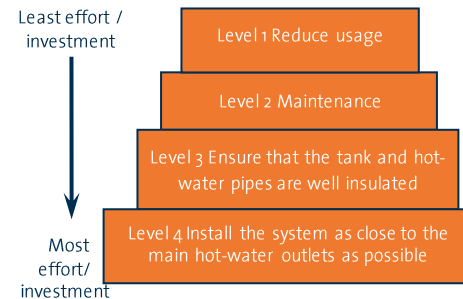 Least effort /
investment
Level 1 Reduce usage
Level 2 Maintenance
Level 3 Ensure that the tank and hot-
water pipes are well insulated
Level 4 Install the system as close to the
main hot-water outlets as possible
Most
effort/
investment